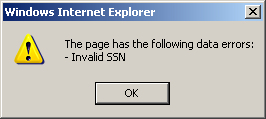 Windows Internet Explorer
The page has the following data errors:
- Invalid SSN
OK